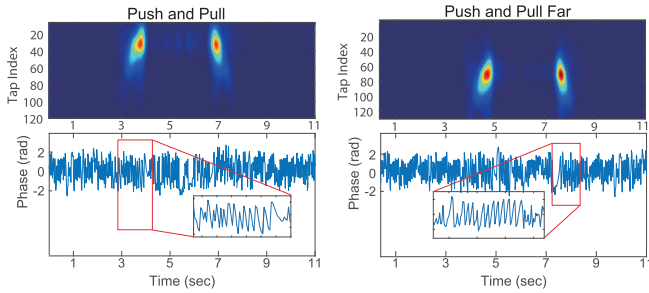 Push and Pull
Tap Index
20
40
60
80
100
120
1 3 5 7 9 11
Phase (rad)
2
0
-2
1 3 5 7 9 11
Time (sec)
Push and Pull Far
Tap Index
20
40
60
80
100
1 3 5 7 9 11
Phase (rad)
2
0
-2
1 3 5 7 9 11
Time (sec)